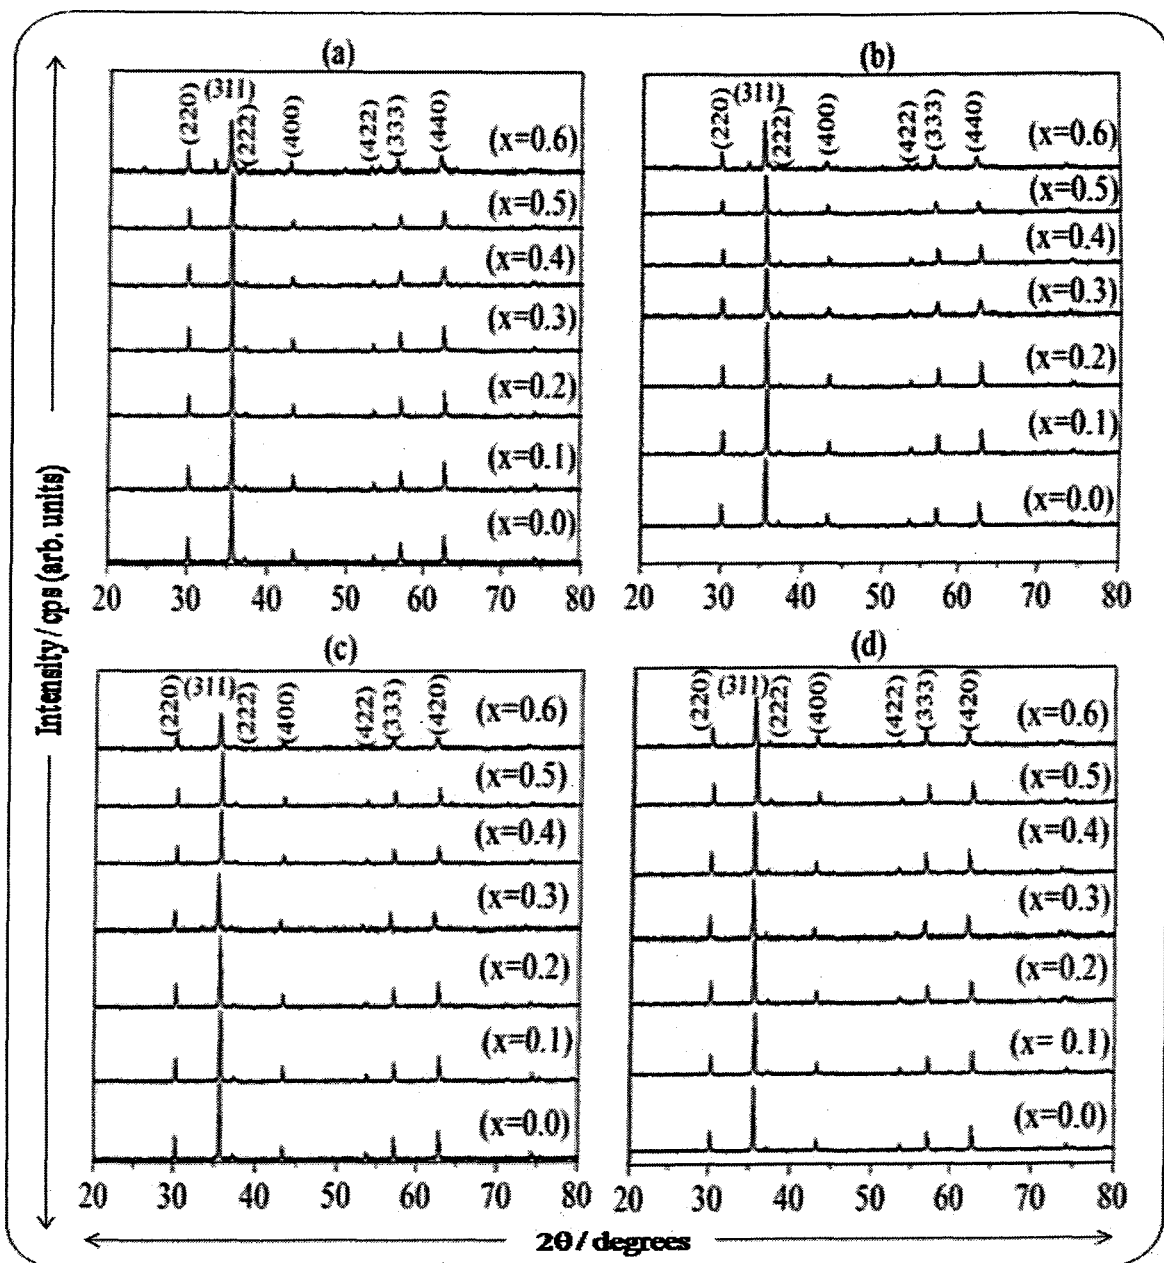 (a)
(220) (311) (222) (400) (422) (333) (440)
(x=0.6)
(x=0.5)
(x=0.4)
(x=0.3)
(x=0.2)
(x=0.1)
(x=0.0)
20 30 40 50 60 70 80
(b)
(220) (311) (222) (400) (422) (333) (440)
(x=0.6)
(x=0.5)
(x=0.4)
(x=0.3)
(x=0.2)
(x=0.1)
(x=0.0)
20 30 40 50 60 70 80
Intensity / cps (arb. units)
(c)
(220) (311) (222) (400) (422) (333) (420)
(x=0.6)
(x=0.5)
(x=0.4)
(x=0.3)
(x=0.2)
(x=0.1)
(x=0.0)
20 30 40 50 60 70 80
(d)
(220) (311) (222) (400) (422) (333) (420)
(x=0.6)
(x=0.5)
(x=0.4)
(x=0.3)
(x=0.2)
(x= 0.1)
(x=0.0)
20 30 40 50 60 70 80
2θ / degrees